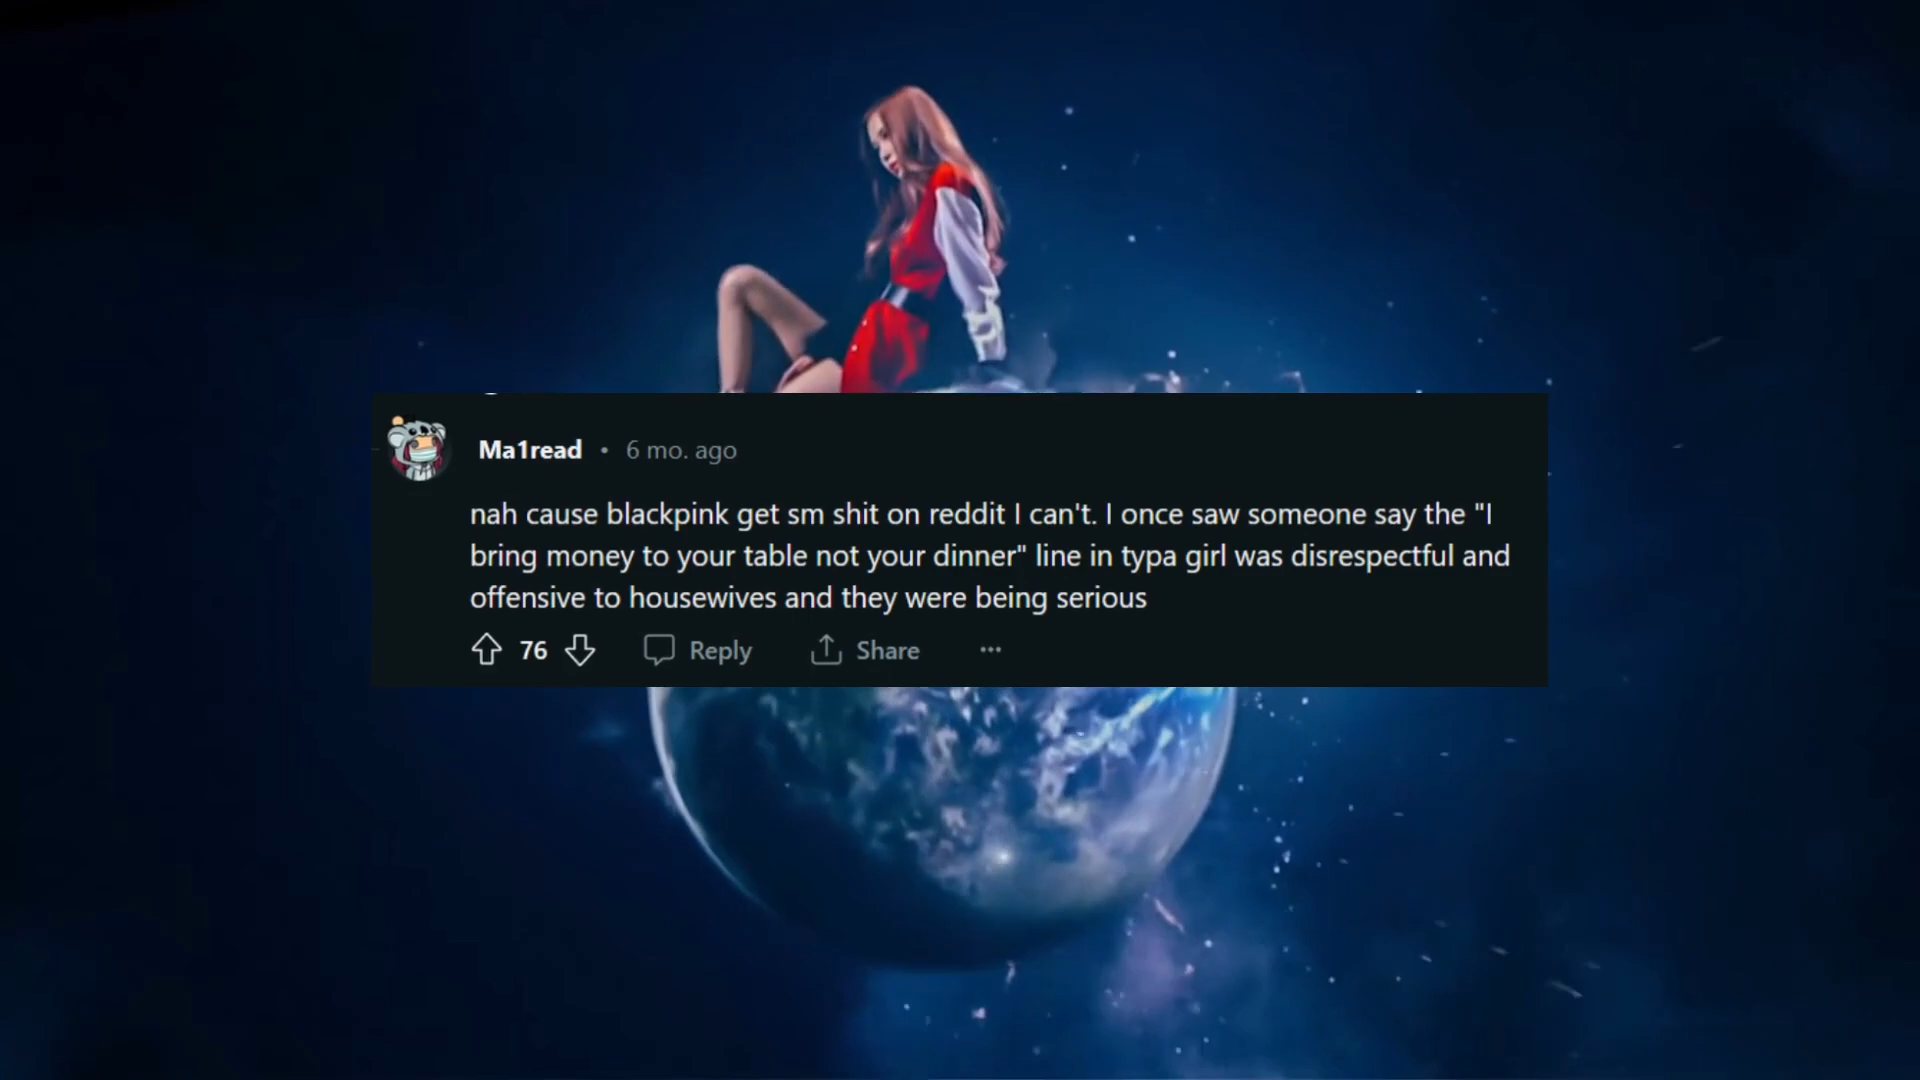 Ma1read • 6 mo. ago
nah cause blackpink get sm shit on reddit I can't. I once saw someone say the "I
bring money to your table not your dinner" line in typa girl was disrespectful and
offensive to housewives and they were being serious
76 Reply Share ···